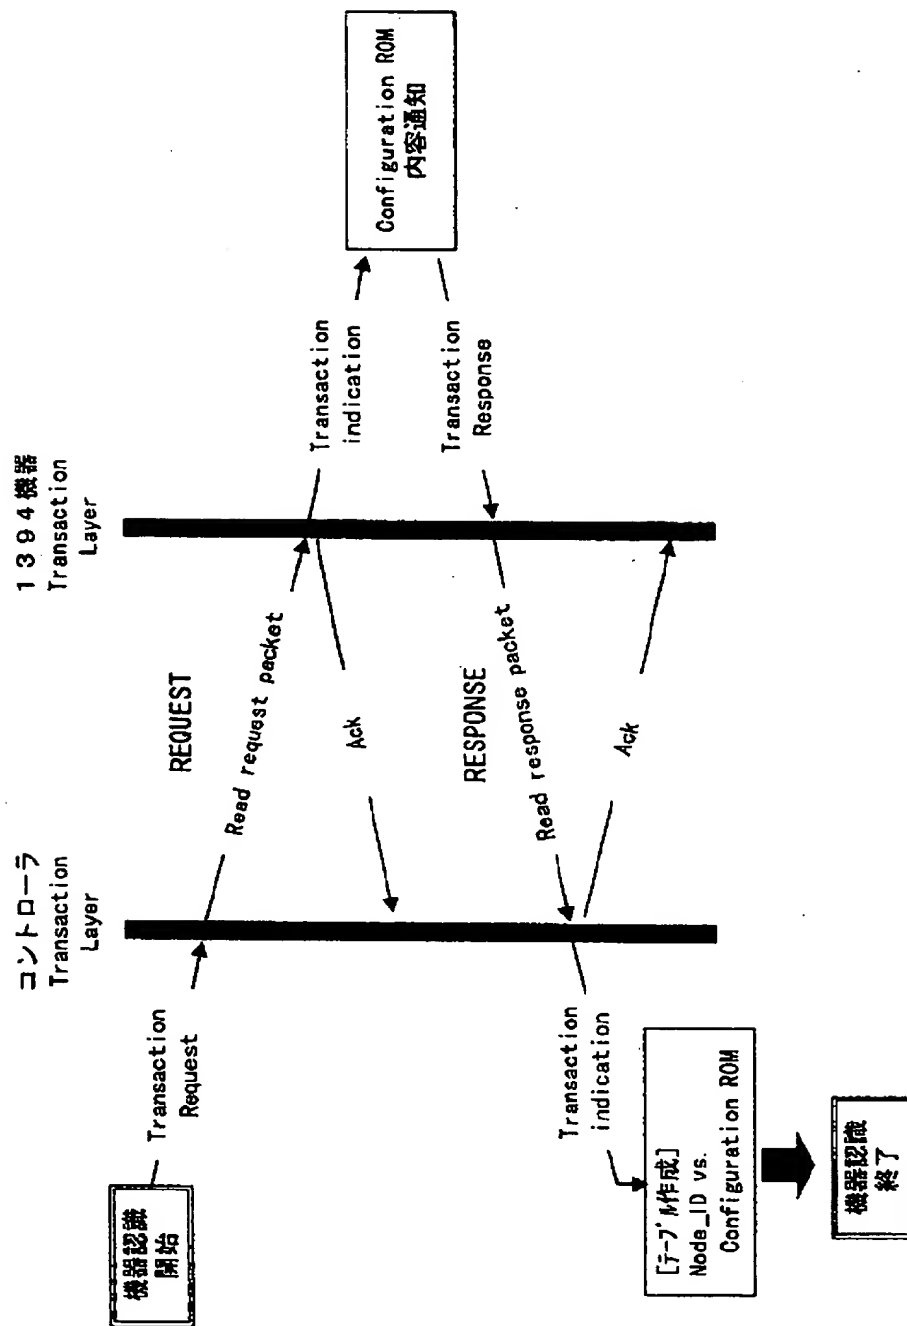 機器認識
開始
Transaction
Request
コントローラ
Transaction
Layer
REQUEST
Read request packet
Ack
1394機器
Transaction
Layer
Transaction
indication
Configuration ROM
内容通知
Transaction
Response
RESPONSE
Read response packet
Ack
Transaction
indication
[テーブル作成]
Node_ID vs.
Configuration ROM
機器認識
終了